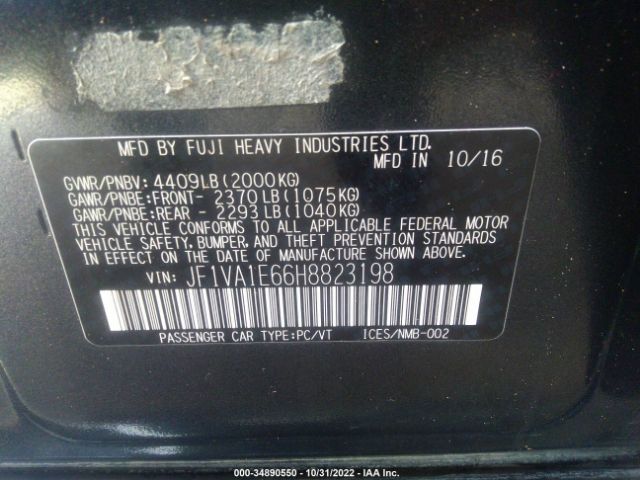 MFD BY FUJI HEAVY INDUSTRIES LTD.
MFD IN 10/16
GVWR/PNBV: 4409LB(2000KG)
GAWR/PNBE:FRONT- 2370LB(1075KG)
GAWR/PNBE:REAR - 2293LB(1040KG)
THIS VEHICLE CONFORMS TO ALL APPLICABLE FEDERAL MOTOR
VEHICLE SAFETY, BUMPER, AND THEFT PREVENTION STANDARDS
IN EFFECT ON THE DATE OF MANUFACTURE SHOWN ABOVE.
VIN: JF1VA1E66H8823198
PASSENGER CAR TYPE:PC/VT ICES/NMB-002
000-34890550 - 10/31/2022 - IAA Inc.